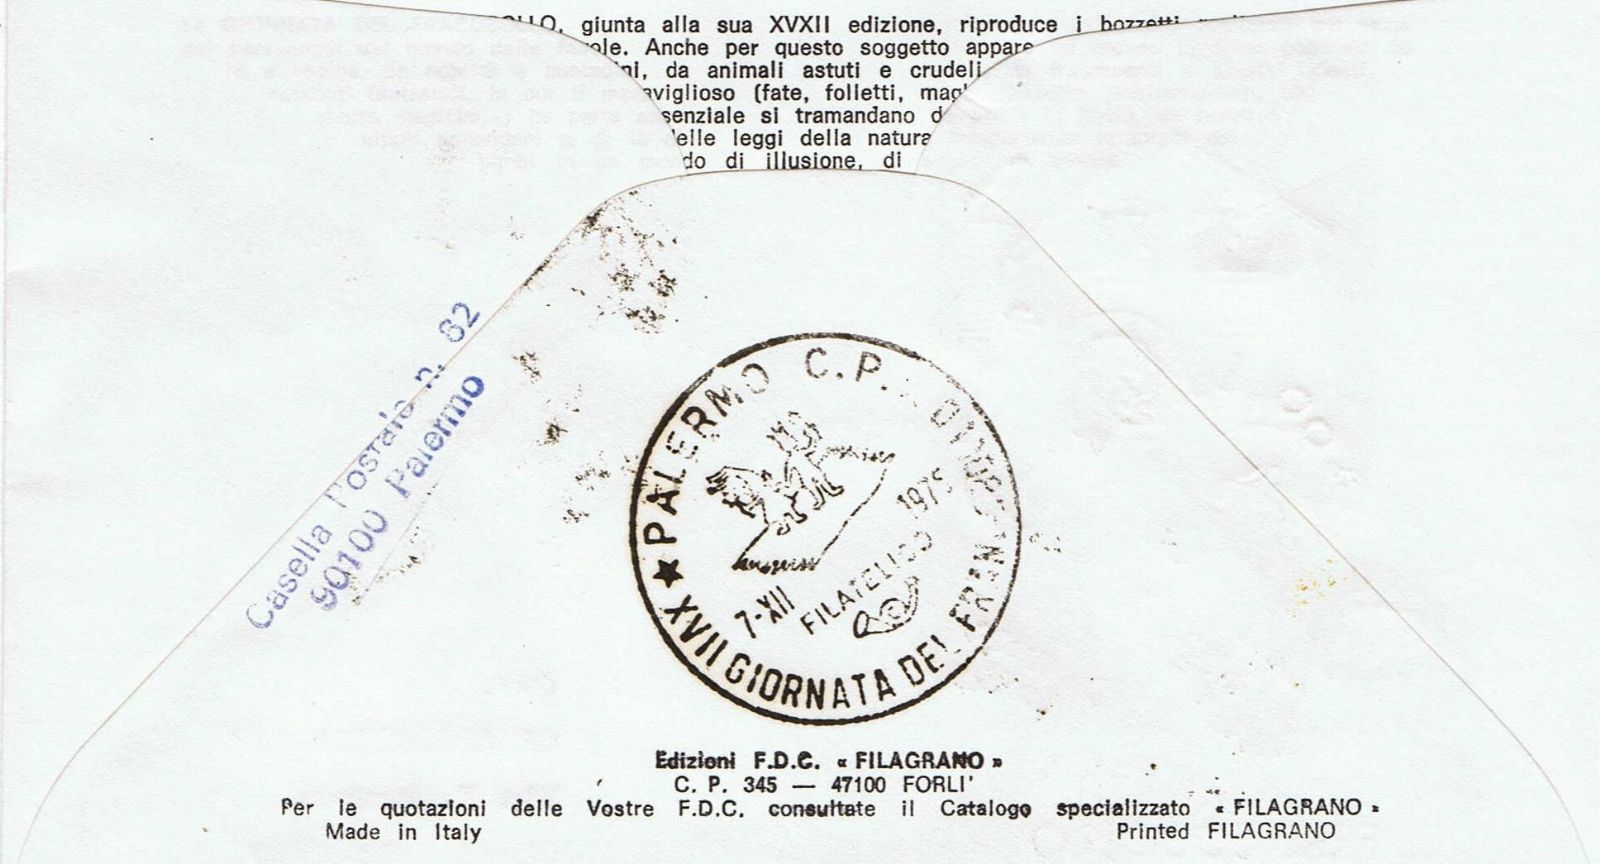 giunta alla sua XVXII edizione, riproduce i bozzetti
Anche per questo soggetto appare
da animali astuti e crudeli
(fate, folletti,
si tramandano
leggi della natura
di illusione, di
Casella Postale n. 82
90100 Palermo
PALERMO C.P.
1975
7-XII
FILATELICO
★ XVII GIORNATA DEL FRAN
Edizioni F.D.C. « FILAGRANO »
C. P. 345 — 47100 FORLI'
Per le quotazioni delle Vostre F.D.C. consultate il Catalogo specializzato « FILAGRANO »
Made in Italy
Printed FILAGRANO